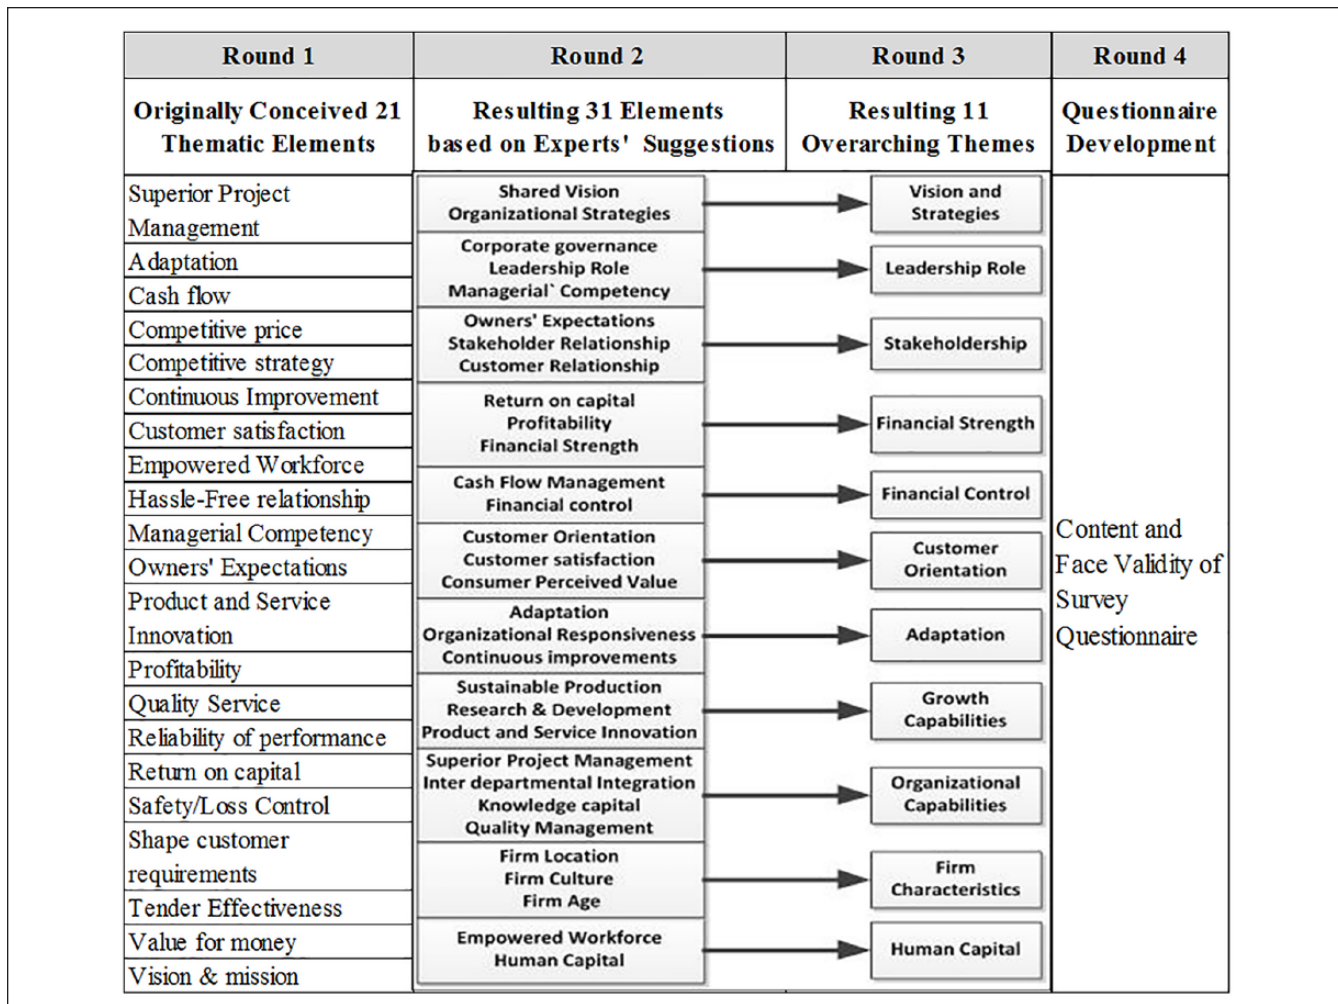 Round 1
Round 2
Round 3
Round 4
Originally Conceived 21
Thematic Elements
Resulting 31 Elements
based on Experts' Suggestions
Resulting 11
Overarching Themes
Questionnaire
Development
Superior Project
Management
Adaptation
Cash flow
Competitive price
Competitive strategy
Continuous Improvement
Customer satisfaction
Empowered Workforce
Hassle-Free relationship
Managerial Competency
Owners' Expectations
Product and Service
Innovation
Profitability
Quality Service
Reliability of performance
Return on capital
Safety/Loss Control
Shape customer
requirements
Tender Effectiveness
Value for money
Vision & mission
Shared Vision
Organizational Strategies
Corporate governance
Leadership Role
Managerial` Competency
Owners' Expectations
Stakeholder Relationship
Customer Relationship
Return on capital
Profitability
Financial Strength
Cash Flow Management
Financial control
Customer Orientation
Customer satisfaction
Consumer Perceived Value
Adaptation
Organizational Responsiveness
Continuous improvements
Sustainable Production
Research & Development
Product and Service Innovation
Superior Project Management
Inter departmental Integration
Knowledge capital
Quality Management
Firm Location
Firm Culture
Firm Age
Empowered Workforce
Human Capital
Vision and
Strategies
Leadership Role
Stakeholdership
Financial Strength
Financial Control
Customer
Orientation
Adaptation
Growth
Capabilities
Organizational
Capabilities
Firm
Characteristics
Human Capital
Content and
Face Validity of
Survey
Questionnaire